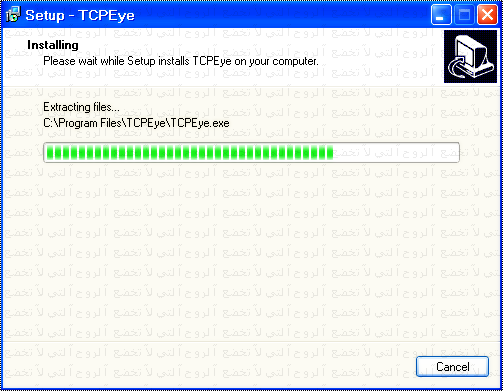 Setup - TCPEye
Installing
Please wait while Setup installs TCPEye on your computer.
Extracting files...
C:\Program Files\TCPEye\TCPEye.exe
Cancel